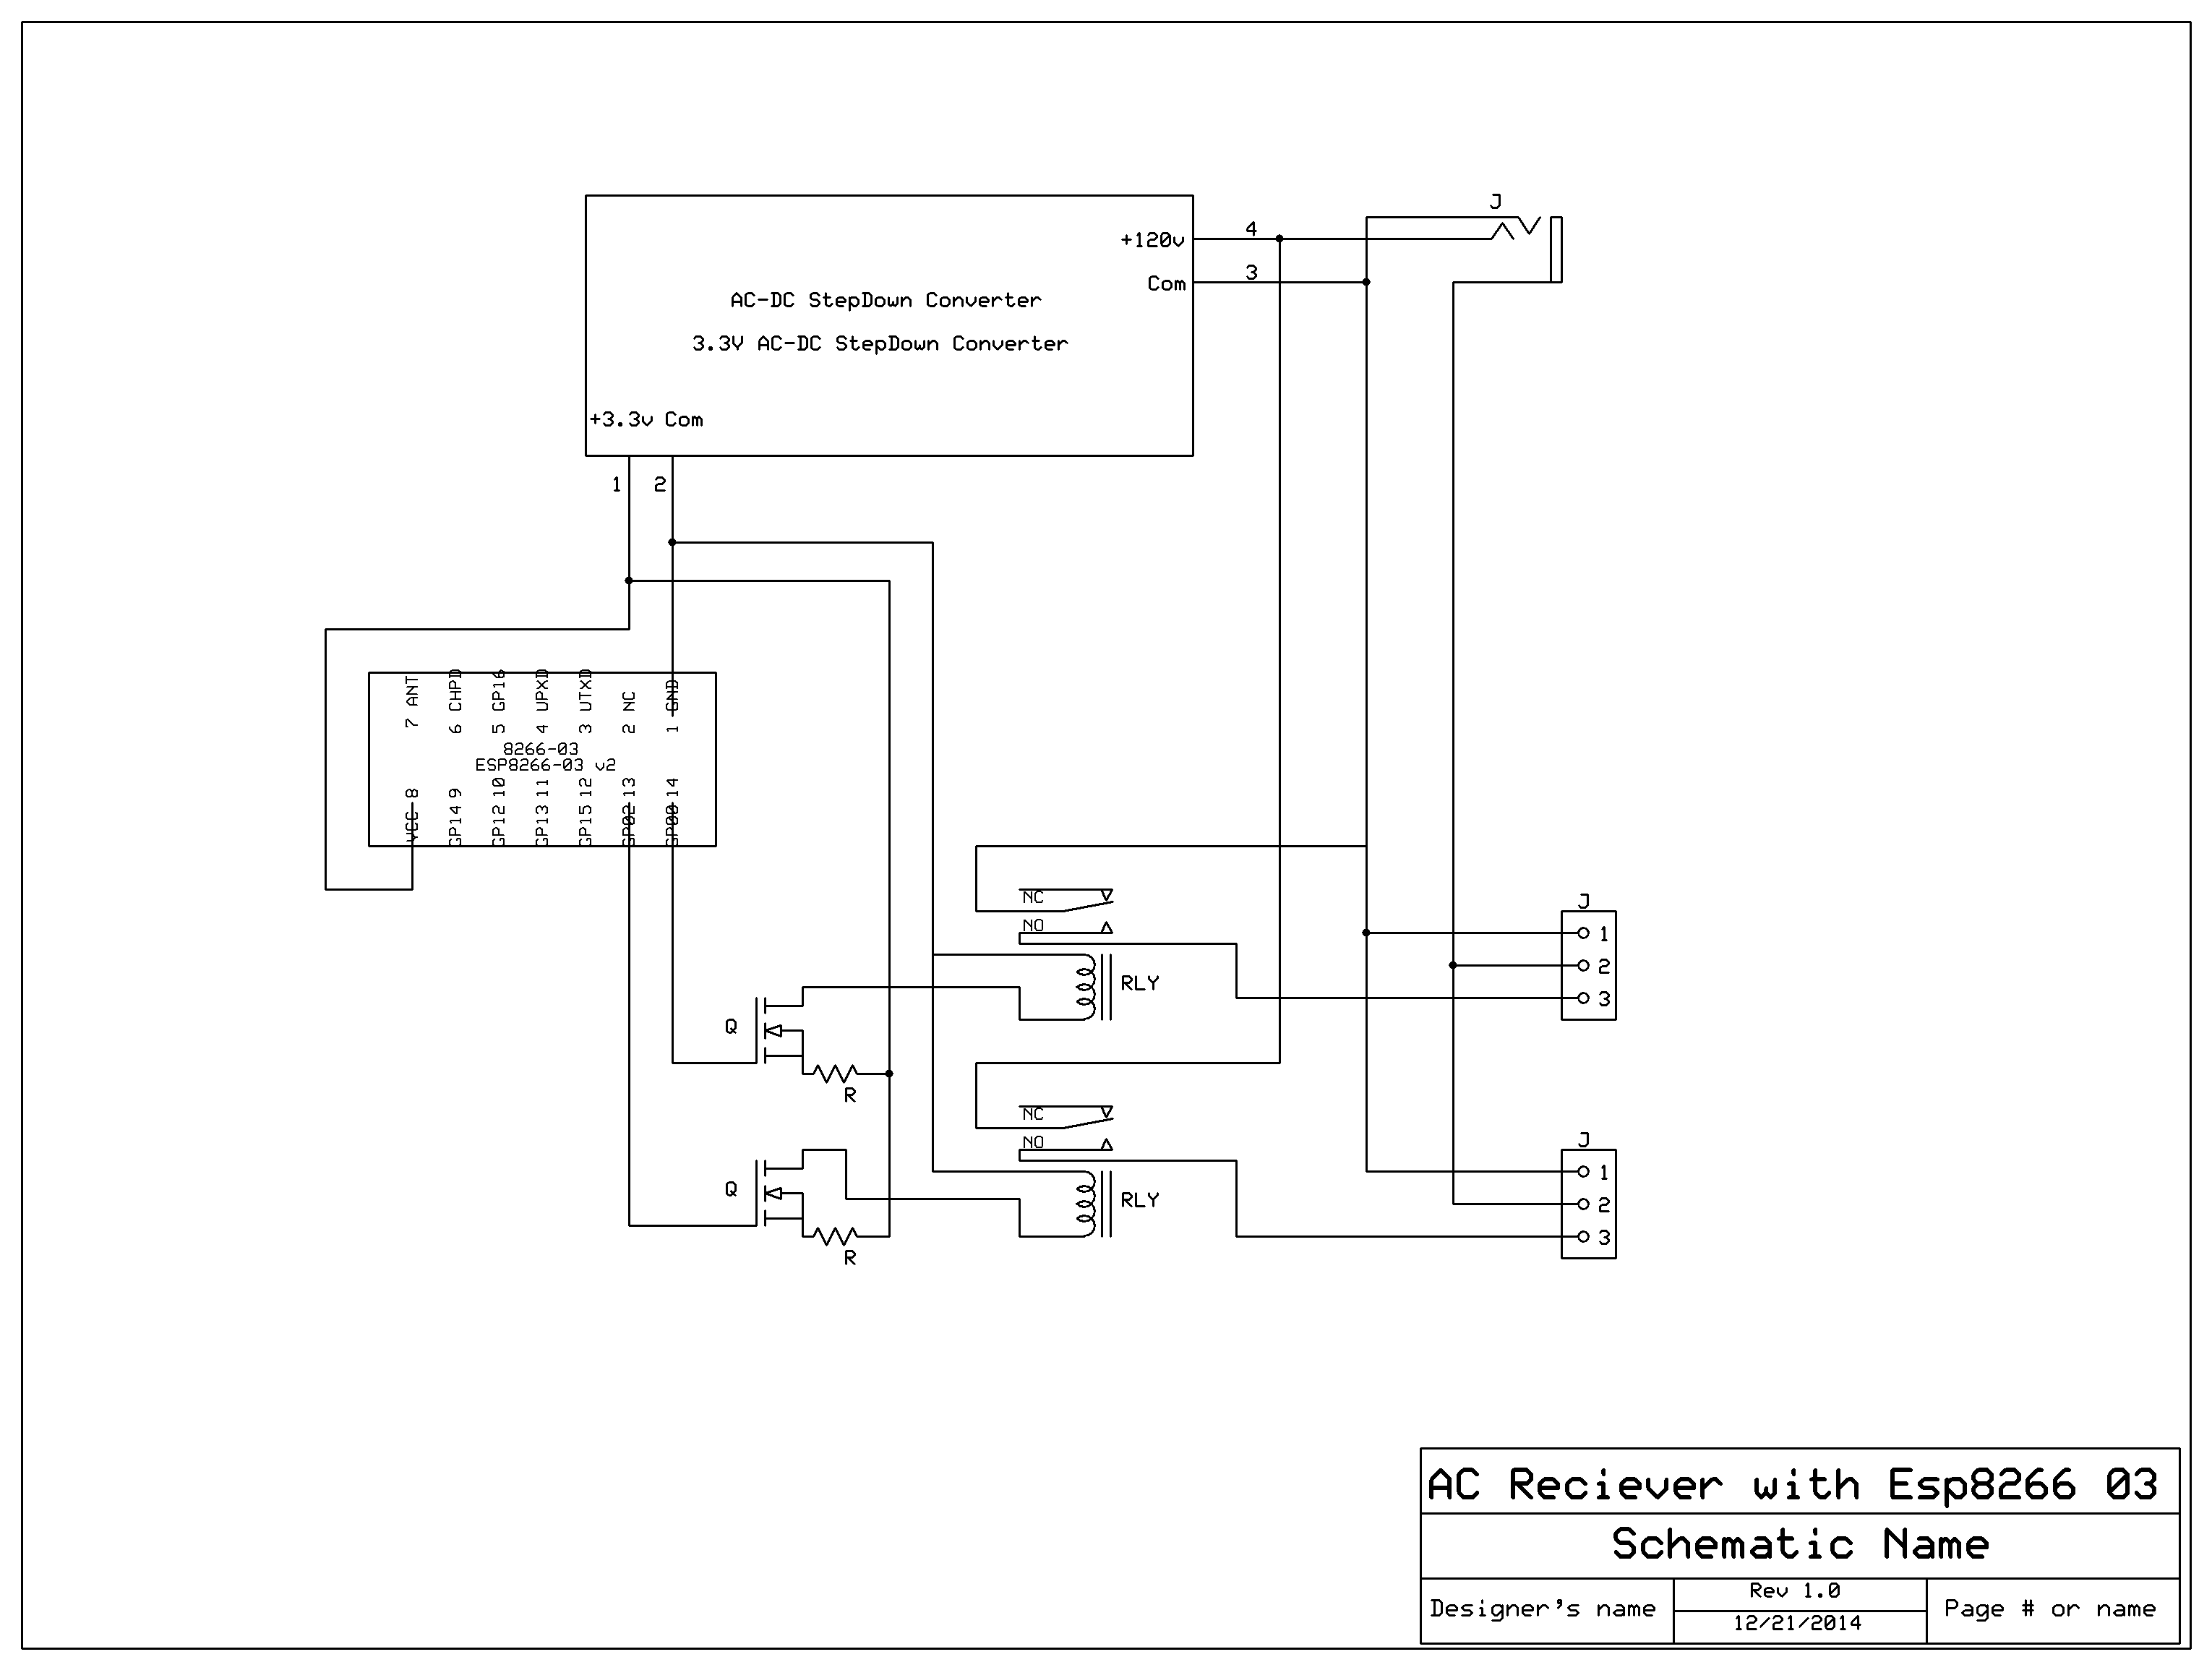 J
4
+120v
3
Com
AC-DC StepDown Converter
3.3V AC-DC StepDown Converter
+3.3v Com
1
2
7 ANT
6 CHPD
5 GP16
4 UPXD
3 UTXD
2 NC
1 GND
8266-03
ESP8266-03 v2
VCC 8
GP14 9
GP12 10
GP13 11
GP15 12
GP02 13
GP00 14
NC
NO
RLY
J
1
2
3
Q
R
NC
NO
RLY
J
1
2
3
Q
R
AC Reciever with Esp8266 03
Schematic Name
Designer's name
Rev 1.0
12/21/2014
Page # or name